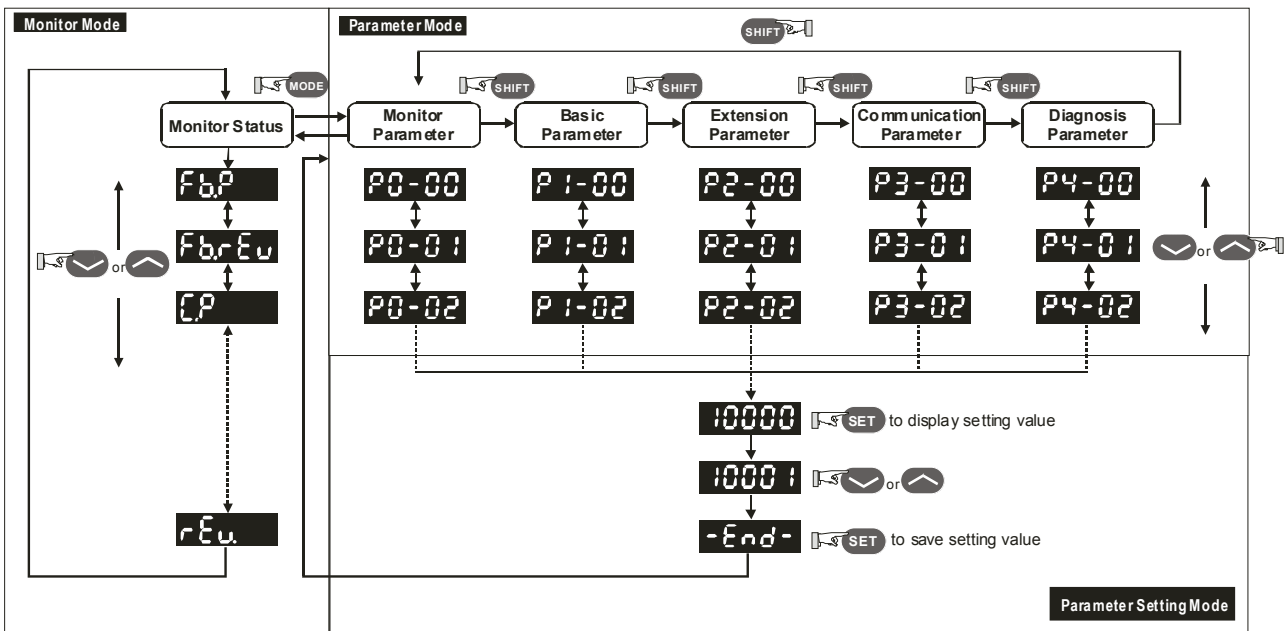 Monitor Mode
Parameter Mode
SHIFT
MODE
SHIFT
SHIFT
SHIFT
SHIFT
Monitor Status
Monitor
Parameter
Basic
Parameter
Extension
Parameter
Communication
Parameter
Diagnosis
Parameter
Fb.P
P0-00
P1-00
P2-00
P3-00
P4-00
or
Fb.rEu
P0-01
P1-01
P2-01
P3-01
P4-01
or
C.P
P0-02
P1-02
P2-02
P3-02
P4-02
10000
SET to display setting value
10001
or
rEu.
-End-
SET to save setting value
Parameter Setting Mode